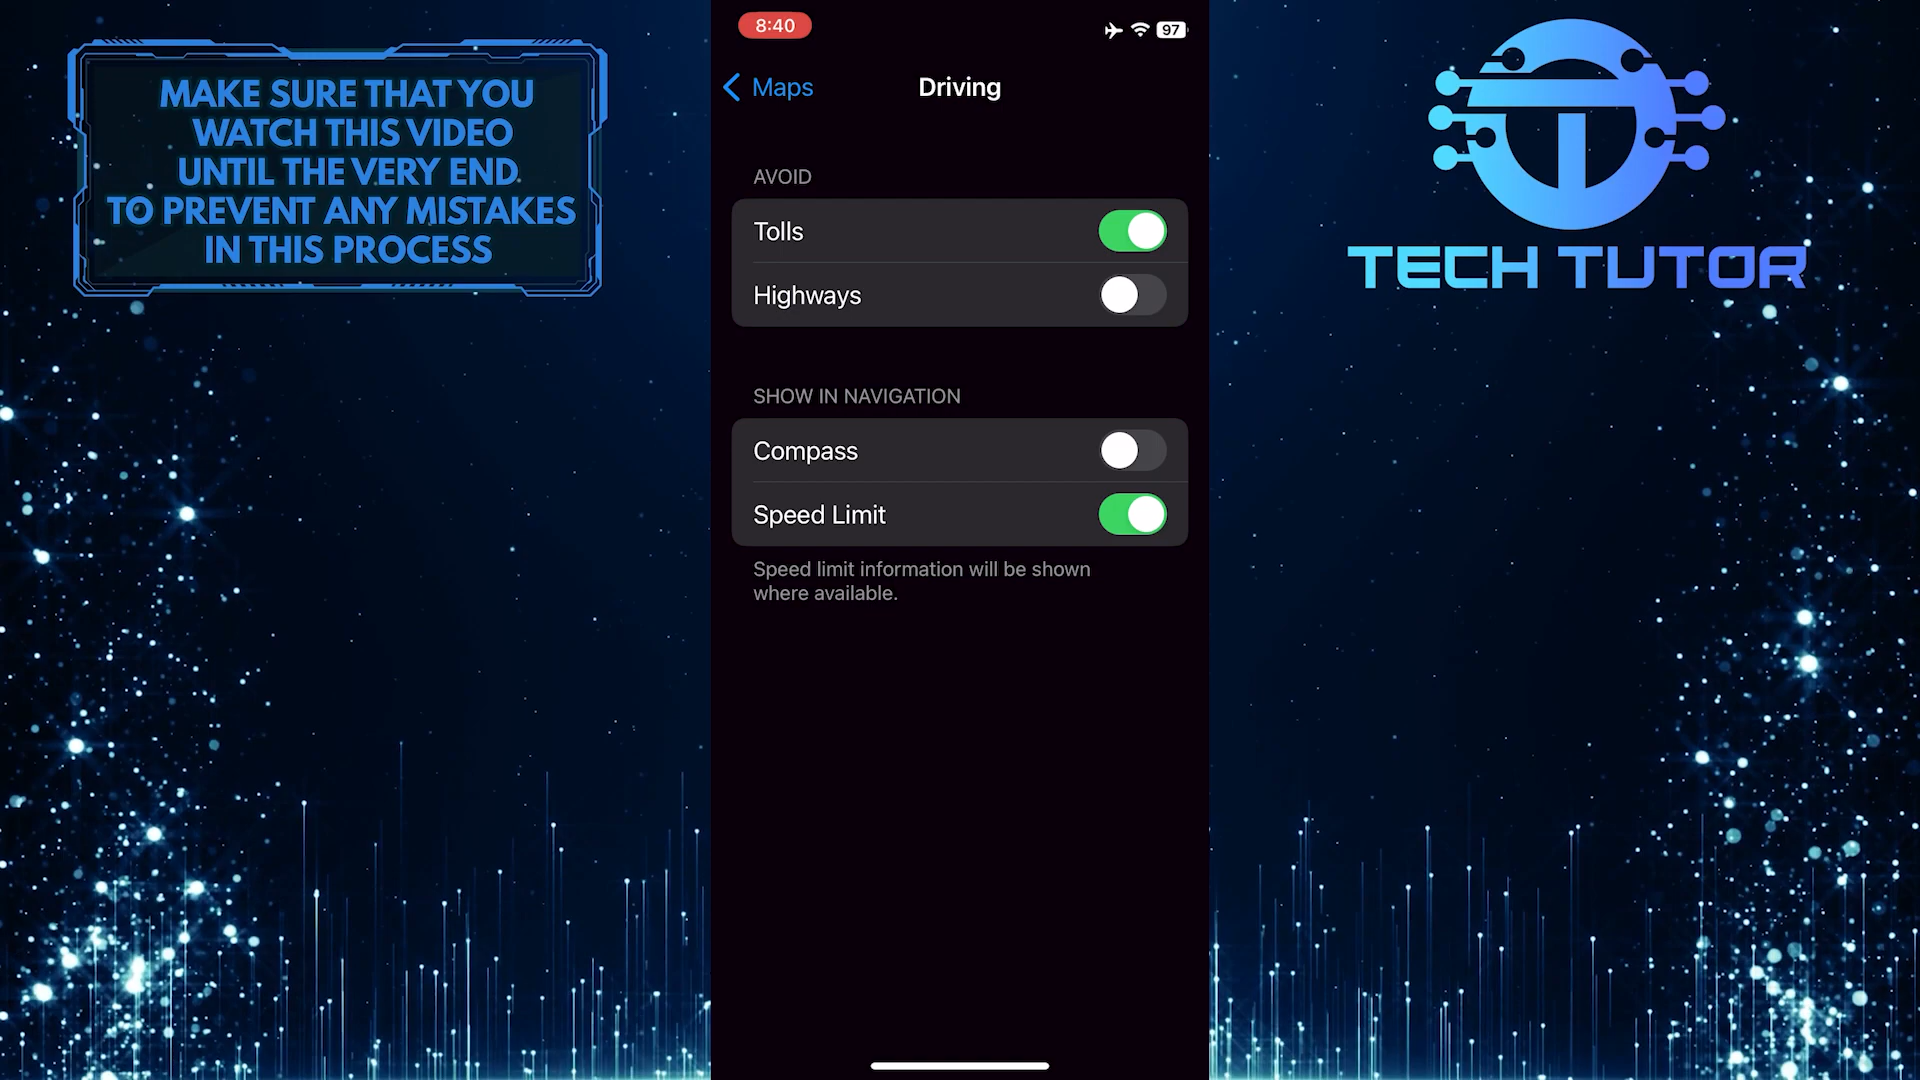 MAKE SURE THAT YOU
WATCH THIS VIDEO
UNTIL THE VERY END
TO PREVENT ANY MISTAKES
IN THIS PROCESS
8:40
97
Maps
Driving
AVOID
Tolls
Highways
SHOW IN NAVIGATION
Compass
Speed Limit
Speed limit information will be shown
where available.
TECH TUTOR